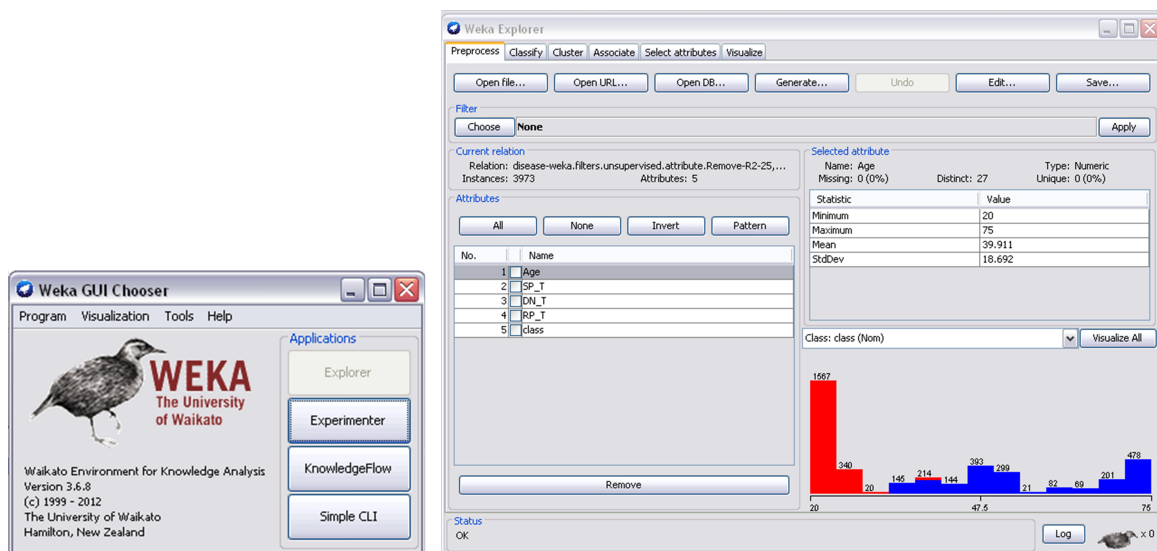 Weka GUI Chooser
Program Visualization Tools Help
WEKA
The University
of Waikato
Waikato Environment for Knowledge Analysis
Version 3.6.8
(c) 1999 - 2012
The University of Waikato
Hamilton, New Zealand
Applications
Explorer
Experimenter
KnowledgeFlow
Simple CLI
Weka Explorer
Preprocess Classify Cluster Associate Select attributes Visualize
Open file... Open URL... Open DB... Generate... Undo Edit... Save...
Filter
Choose None Apply
Current relation
Relation: disease-weka.filters.unsupervised.attribute.Remove-R2-25,...
Instances: 3973 Attributes: 5
Attributes
All None Invert Pattern
No. Name
1 Age
2 SP_T
3 DN_T
4 RP_T
5 class
Remove
Selected attribute
Name: Age Type: Numeric
Missing: 0 (0%) Distinct: 27 Unique: 0 (0%)
Statistic Value
Minimum 20
Maximum 75
Mean 39.911
StdDev 18.692
Class: class (Nom) Visualize All
1567 340 20 145 214 144 393 299 21 82 69 201 478
20 47.5 75
Status
OK
Log x 0